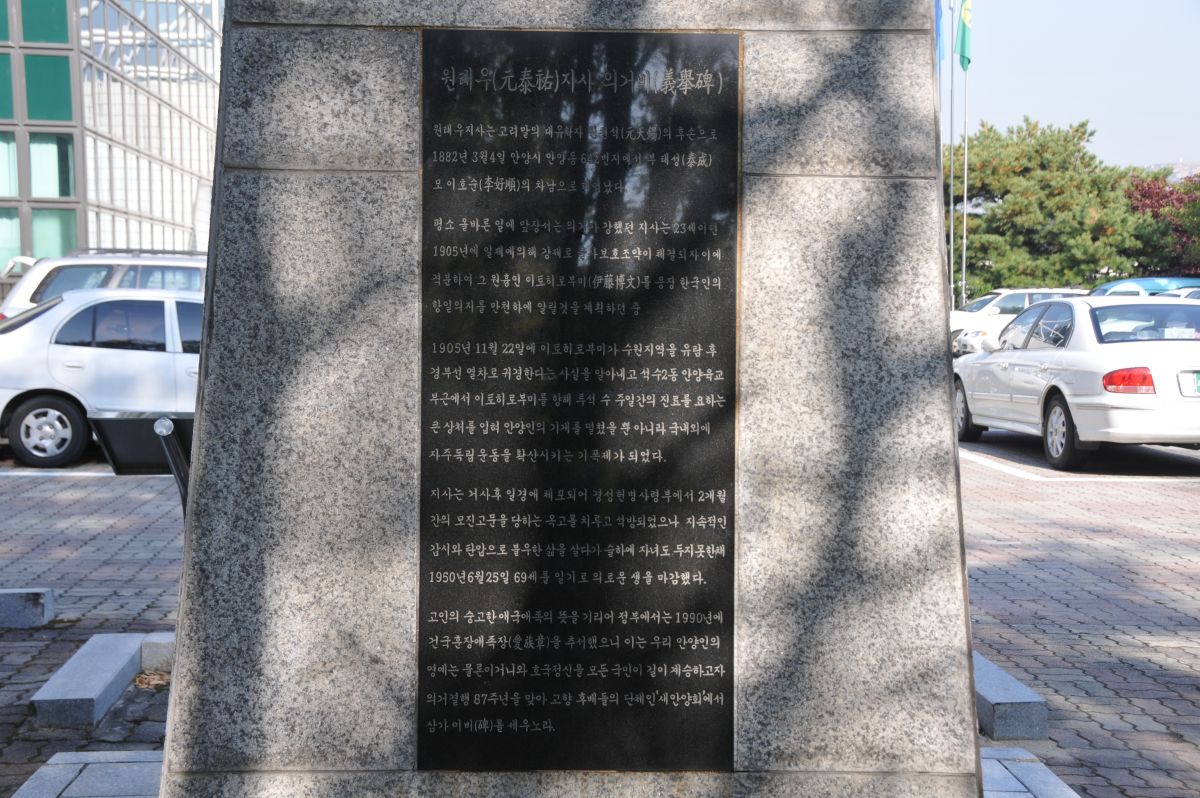 원태우(元泰祐)지사 의거비(義擧碑)
원태우지사는 고려말의 대유학자 원천석(元天錫)의 후손으로
1882년 3월4일 안양시 안양동 번지에서 부 태성(泰成)
모 이호순(李好順)의 차남으로 태어났다.
평소 올바른 일에 앞장서는 의기가 강했던 지사는 23세이던
1905년에 일제에의해 강제로 을사보호조약이 체결되자 이에
격분하여 그 원흉인 이토히로부미(伊藤博文)를 응징 한국인의
항일의지를 만천하에 알릴것을 계획하던 중
1905년 11월 22일에 이토히로부미가 수원지역을 유람 후
경부선 열차로 귀경한다는 사실을 알아내고 석수2동 안양육교
부근에서 이토히로부미를 향해 투석 수 주일간의 진료를 요하는
큰 상처를 입혀 안양인의 기개를 떨쳤을 뿐 아니라 국내외에
자주독립운동을 확산시키는 기폭제가 되었다.
지사는 거사후 일경에 체포되어 경성헌병사령부에서 2개월
간의 모진고문을 당하는 옥고를 치루고 석방되었으나 지속적인
감시와 탄압으로 불우한 삶을 살다가 슬하에 자녀도 두지못한채
1950년6월25일 69세를 일기로 의로운 생을 마감했다.
고인의 숭고한 애국애족의 뜻을 기리어 정부에서는 1990년에
건국훈장애족장(愛族章)을 추서했으니 이는 우리 안양인의
영예는 물론이거니와 호국정신을 모든 국민이 길이 계승하고자
의거결행 87주년을 맞아 고향 후배들의 단체인 '새안양회'에서
삼가 이비(碑)를 세우노라.